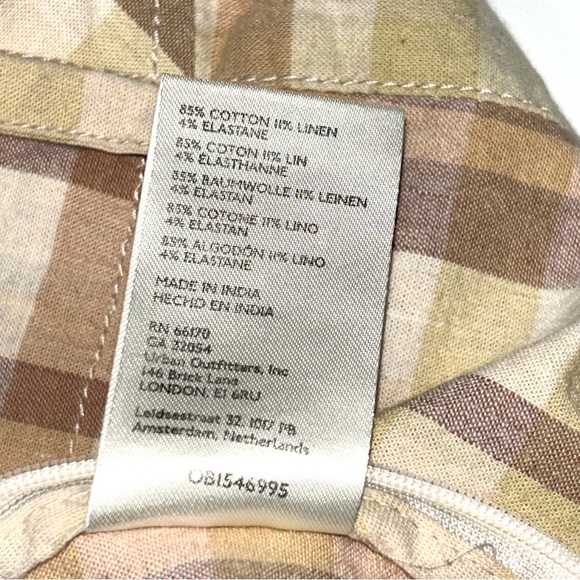 85% COTTON 11% LINEN
4% ELASTANE
85% COTON 11% LIN
4% ÉLASTHANNE
85% BAUMWOLLE 11% LEINEN
4% ELASTAN
85% COTONE 11% LINO
4% ELASTANE
85% ALGODÓN 11% LINO
4% ELASTANE
MADE IN INDIA
HECHO EN INDIA
RN 66170
CA 32054
Urban Outfitters, Inc
146 Brick Lane
LONDON, E1 6RU
Leidsestraat 32, 1017 PB
Amsterdam, Netherlands
OB1546995